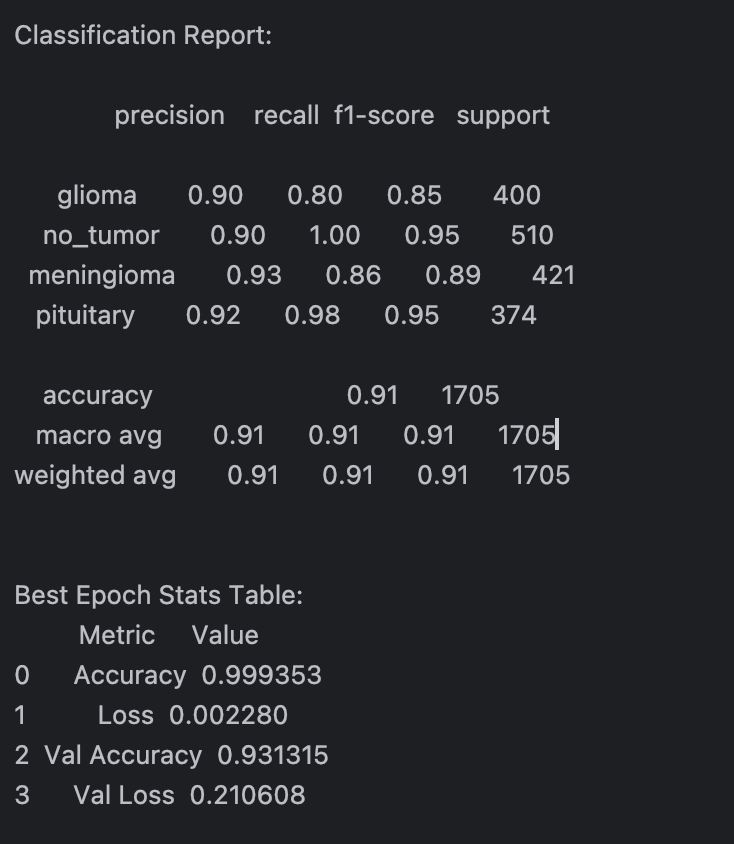 Classification Report:
precision recall f1-score support
glioma 0.90 0.80 0.85 400
no_tumor 0.90 1.00 0.95 510
meningioma 0.93 0.86 0.89 421
pituitary 0.92 0.98 0.95 374
accuracy 0.91 1705
macro avg 0.91 0.91 0.91 1705
weighted avg 0.91 0.91 0.91 1705
Best Epoch Stats Table:
Metric Value
0 Accuracy 0.999353
1 Loss 0.002280
2 Val Accuracy 0.931315
3 Val Loss 0.210608